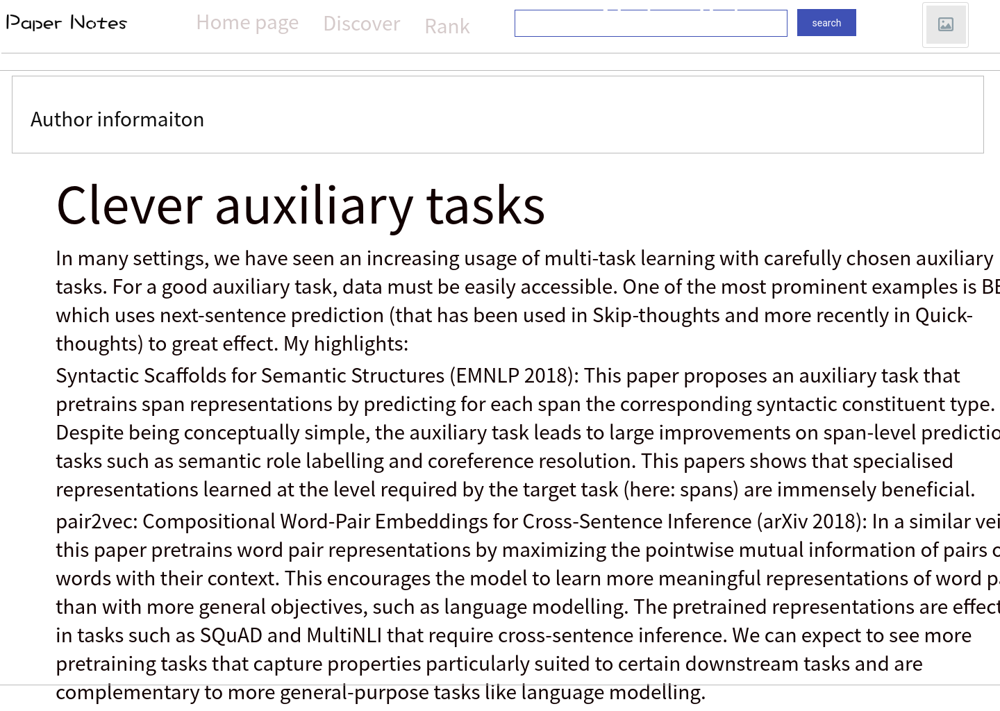 Paper Notes
Home page
Discover
Rank
search
Author informaiton
Clever auxiliary tasks
In many settings, we have seen an increasing usage of multi-task learning with carefully chosen auxiliary
tasks. For a good auxiliary task, data must be easily accessible. One of the most prominent examples is
which uses next-sentence prediction (that has been used in Skip-thoughts and more recently in Quick-
thoughts) to great effect. My highlights:
Syntactic Scaffolds for Semantic Structures (EMNLP 2018): This paper proposes an auxiliary task that
pretrains span representations by predicting for each span the corresponding syntactic constituent type.
Despite being conceptually simple, the auxiliary task leads to large improvements on span-level
tasks such as semantic role labelling and coreference resolution. This papers shows that specialised
representations learned at the level required by the target task (here: spans) are immensely beneficial.
pair2vec: Compositional Word-Pair Embeddings for Cross-Sentence Inference (arXiv 2018): In a similar
this paper pretrains word pair representations by maximizing the pointwise mutual information of pairs
words with their context. This encourages the model to learn more meaningful representations of word
than with more general objectives, such as language modelling. The pretrained representations are
in tasks such as SQuAD and MultiNLI that require cross-sentence inference. We can expect to see more
pretraining tasks that capture properties particularly suited to certain downstream tasks and are
complementary to more general-purpose tasks like language modelling.